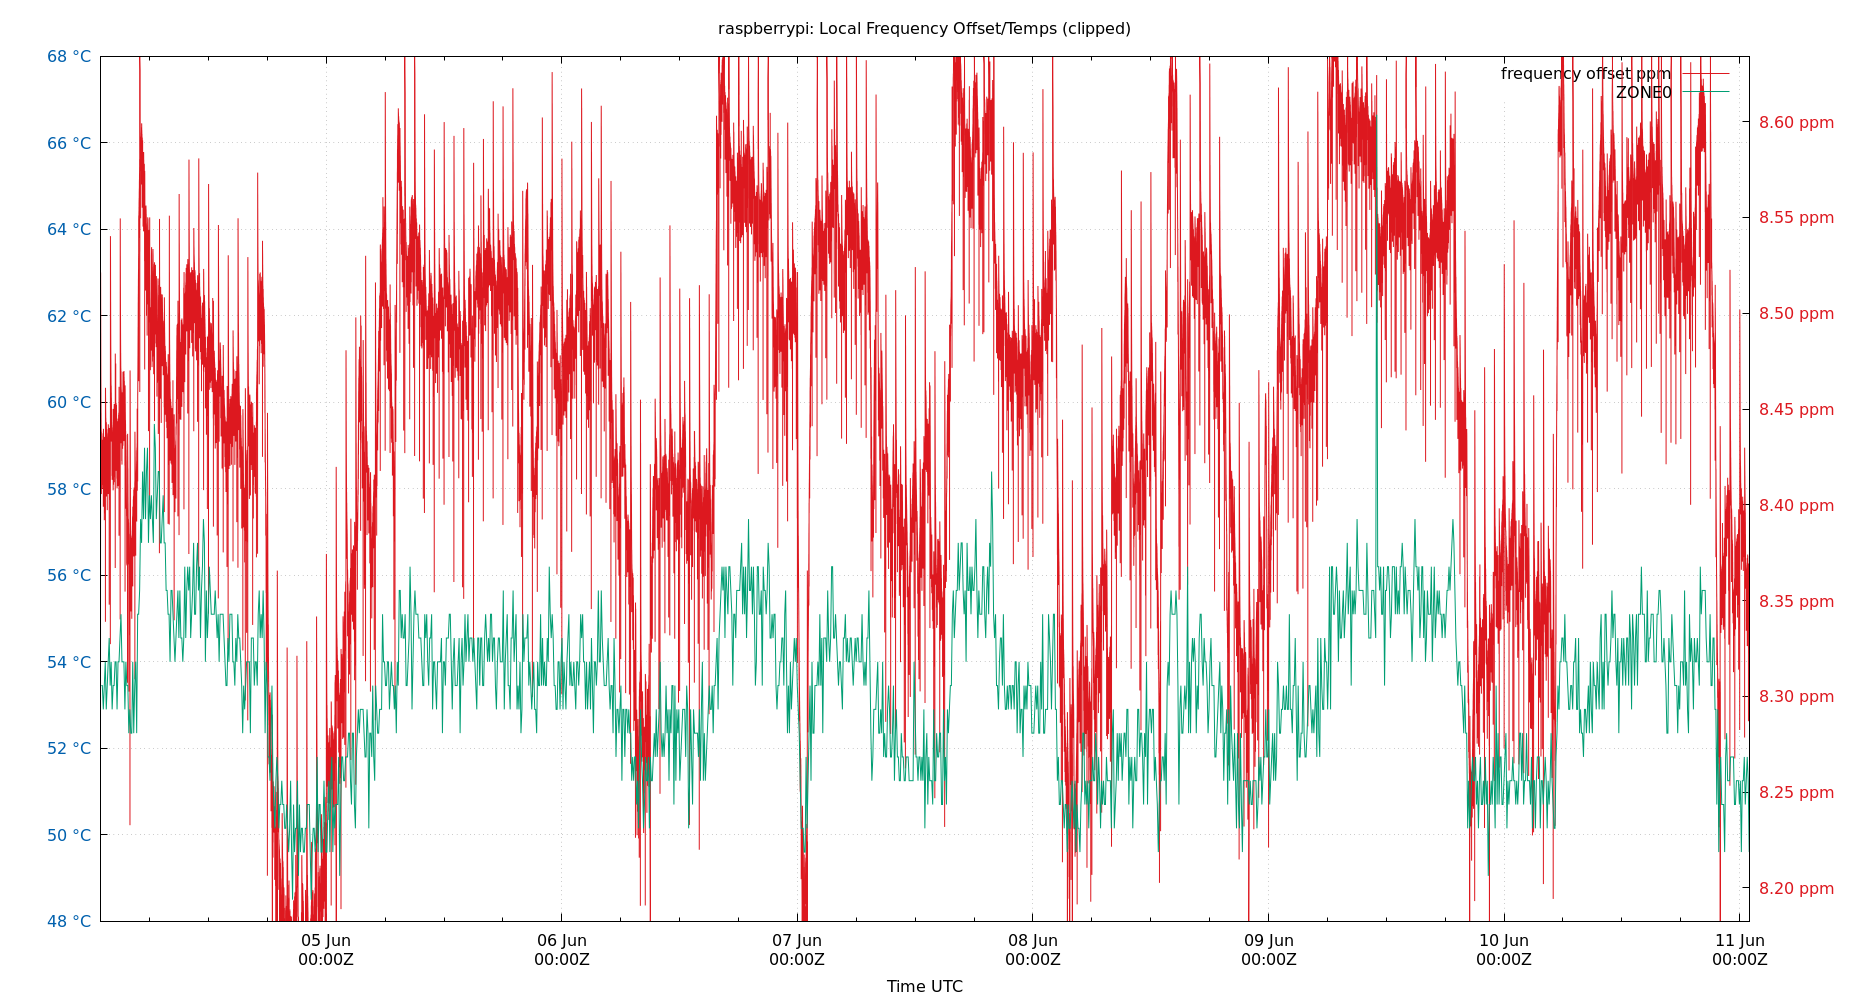 raspberrypi: Local Frequency Offset/Temps (clipped)
frequency offset ppm
ZONE0
68 °C
66 °C
64 °C
62 °C
60 °C
58 °C
56 °C
54 °C
52 °C
50 °C
48 °C
8.60 ppm
8.55 ppm
8.50 ppm
8.45 ppm
8.40 ppm
8.35 ppm
8.30 ppm
8.25 ppm
8.20 ppm
05 Jun 06 Jun 07 Jun 08 Jun 09 Jun 10 Jun 11 Jun
00:00Z 00:00Z 00:00Z 00:00Z 00:00Z 00:00Z 00:00Z
Time UTC